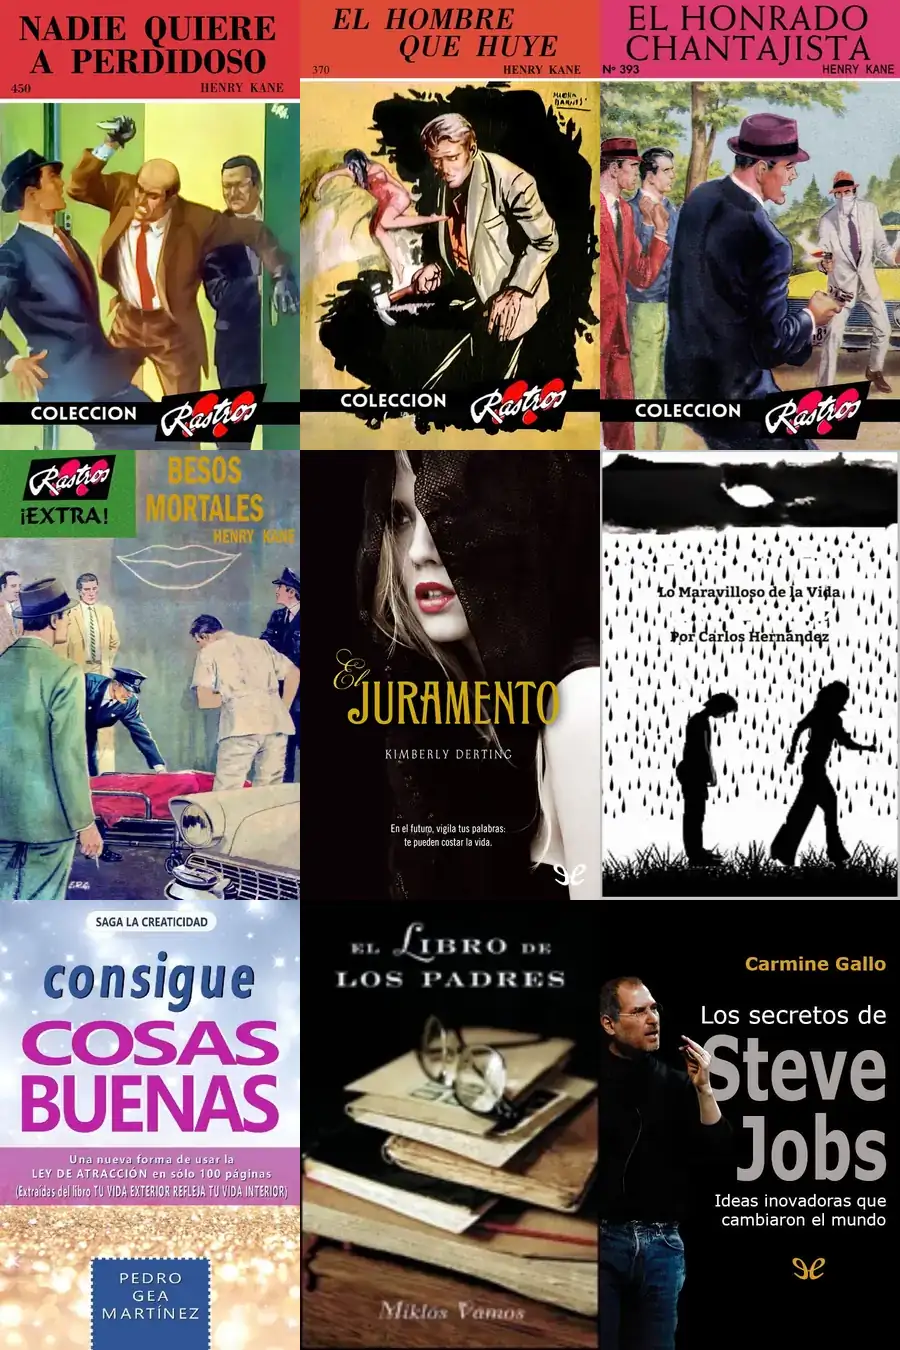 NADIE QUIERE
A PERDIDOSO
450
HENRY KANE
COLECCION
Rastros
EL HOMBRE
QUE HUYE
370
HENRY KANE
COLECCION
Rastros
EL HONRADO
CHANTAJISTA
Nº 393
HENRY KANE
COLECCION
Rastros
Rastros
¡EXTRA!
BESOS
MORTALES
HENRY KANE
El
JURAMENTO
KIMBERLY DERTING
En el futuro, vigila tus palabras:
te pueden costar la vida.
Lo Maravilloso de la Vida
Por Carlos Hernández
SAGA LA CREATICIDAD
consigue
COSAS
BUENAS
Una nueva forma de usar la
LEY DE ATRACCIÓN en sólo 100 páginas
(Extraídas del libro TU VIDA EXTERIOR REFLEJA TU VIDA INTERIOR)
PEDRO
GEA
MARTÍNEZ
EL LIBRO DE
LOS PADRES
Miklós Vámos
Carmine Gallo
Los secretos de
Steve
Jobs
Ideas inovadoras que
cambiaron el mundo